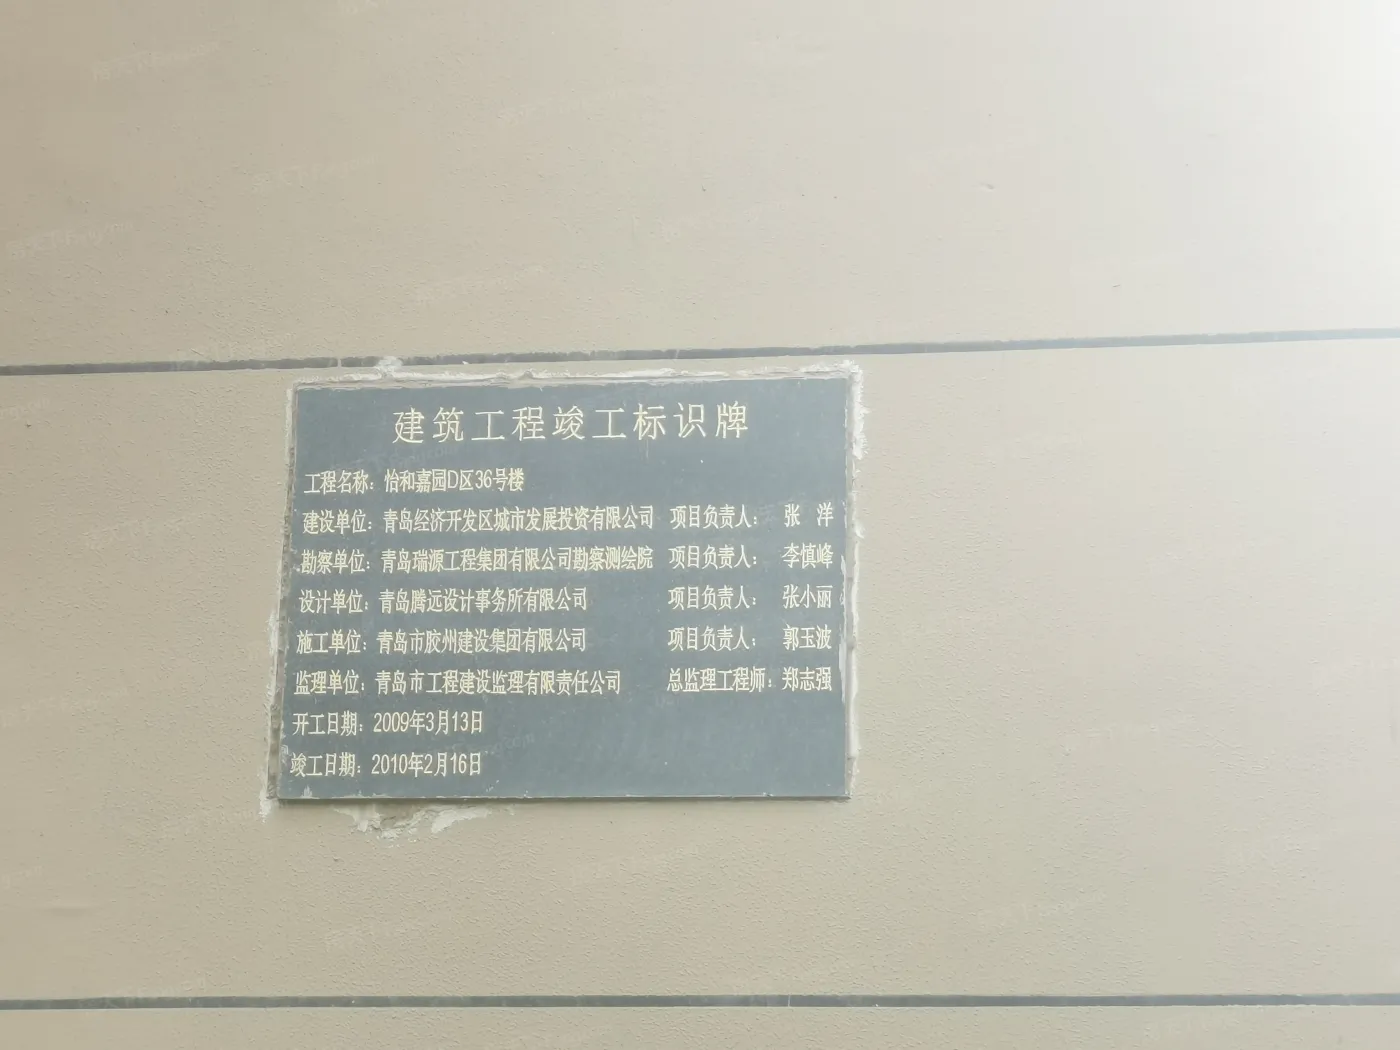 建筑工程竣工标识牌
工程名称：怡和嘉园D区36号楼
建设单位：青岛经济开发区城市发展投资有限公司 项目负责人： 张 洋
勘察单位：青岛瑞源工程集团有限公司勘察测绘院 项目负责人： 李慎峰
设计单位：青岛腾远设计事务所有限公司 项目负责人： 张小丽
施工单位：青岛市胶州建设集团有限公司 项目负责人： 郭玉波
监理单位：青岛市工程建设监理有限责任公司 总监理工程师：郑志强
开工日期：2009年3月13日
竣工日期：2010年2月16日